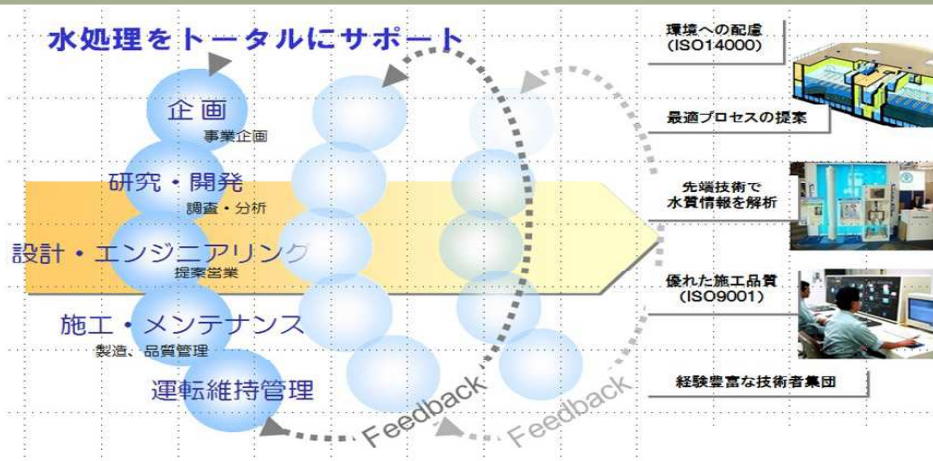 水処理をトータルにサポート
企画
事業企画
研究・開発
調査・分析
設計・エンジニアリング
提案営業
施工・メンテナンス
製造、品質管理
運転維持管理
Feedback
Feedback
環境への配慮
(ISO14000)
最適プロセスの提案
先端技術で
水質情報を解析
優れた施工品質
(ISO9001)
経験豊富な技術者集団